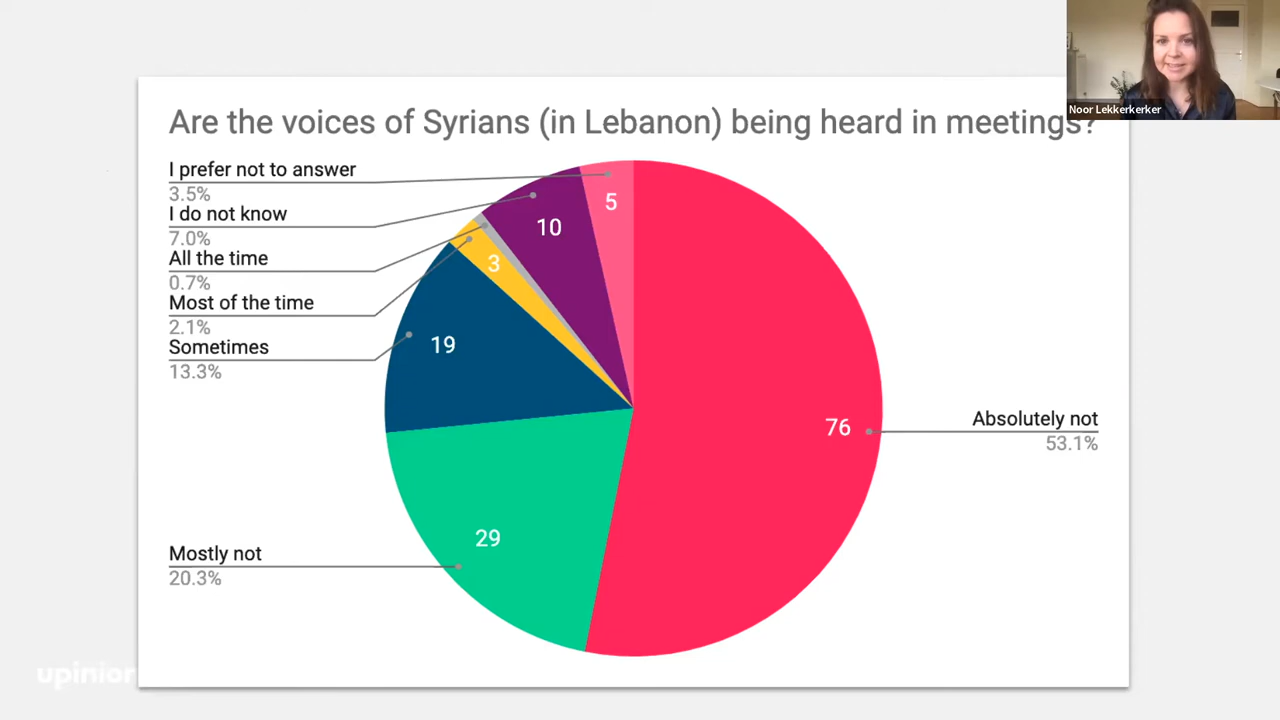 Are the voices of Syrians (in Lebanon) being heard in meetings?
Noor Lekkerkerker
I prefer not to answer
3.5%
I do not know
7.0%
All the time
0.7%
Most of the time
2.1%
Sometimes
13.3%
Mostly not
20.3%
5
10
3
19
29
76
Absolutely not
53.1%
upinion